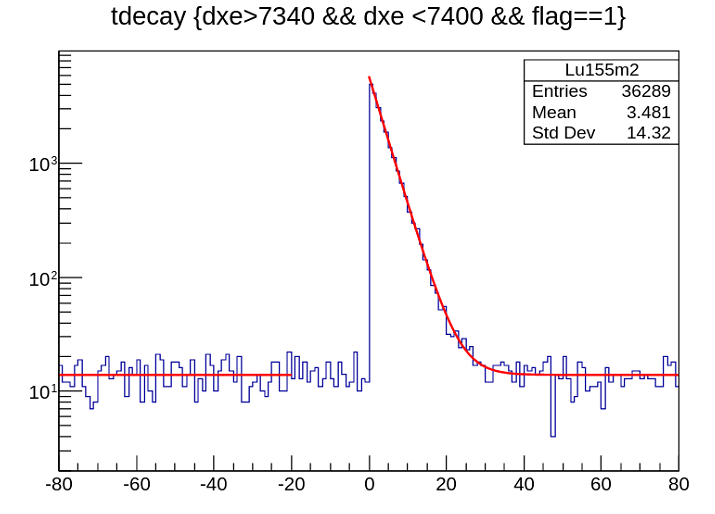 tdecay {dxe>7340 && dxe <7400 && flag==1}
Lu155m2
Entries 36289
Mean 3.481
Std Dev 14.32
10³
10²
10¹
-80 -60 -40 -20 0 20 40 60 80